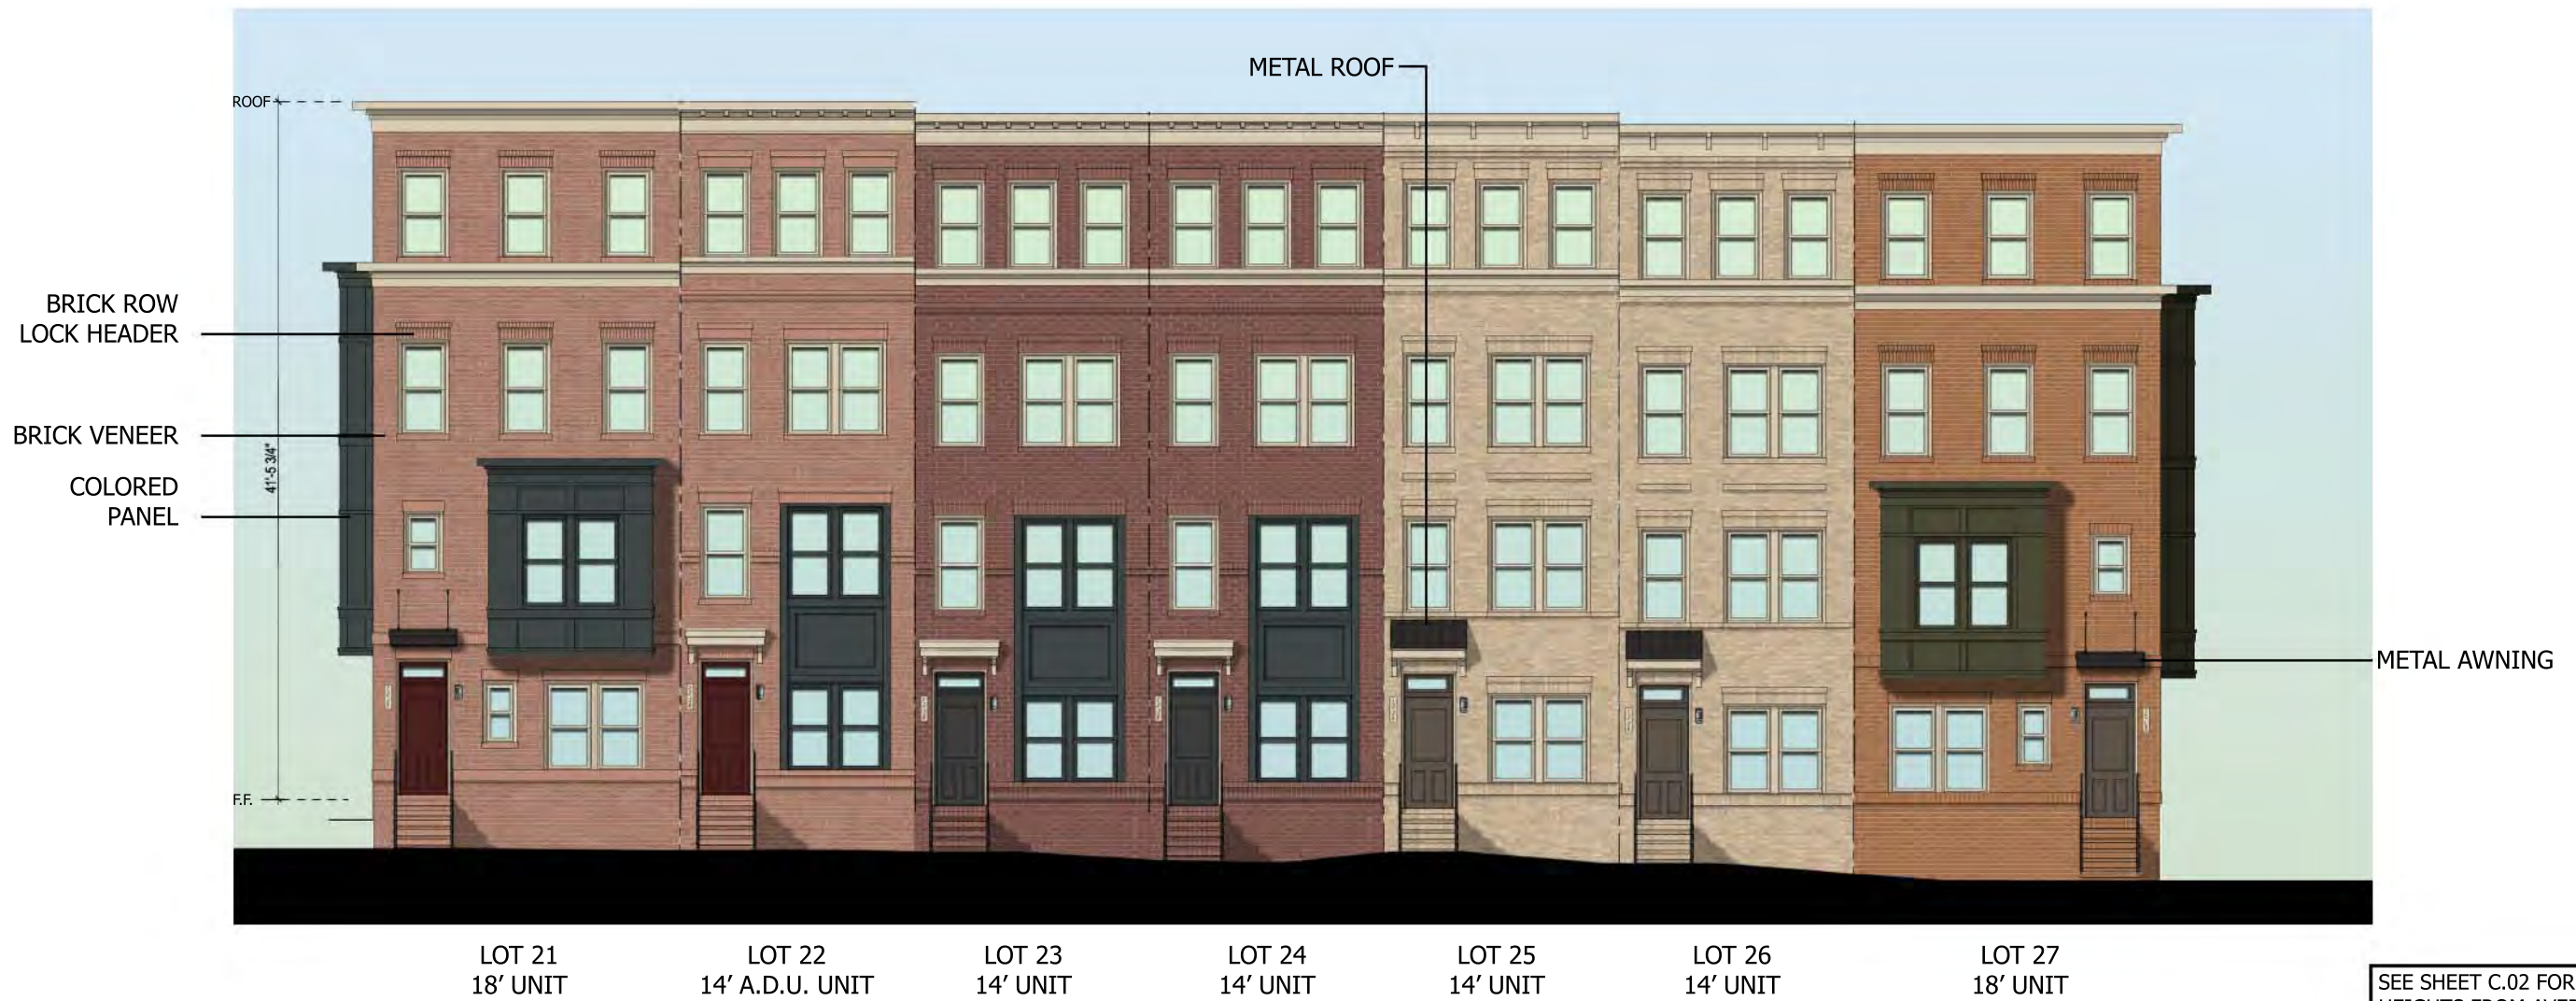 METAL ROOF
ROOF
BRICK ROW
LOCK HEADER
BRICK VENEER
41'-5 3/4"
COLORED
PANEL
METAL AWNING
F.F.
LOT 21
18' UNIT
LOT 22
14' A.D.U. UNIT
LOT 23
14' UNIT
LOT 24
14' UNIT
LOT 25
14' UNIT
LOT 26
14' UNIT
LOT 27
18' UNIT
SEE SHEET C.02 FOR